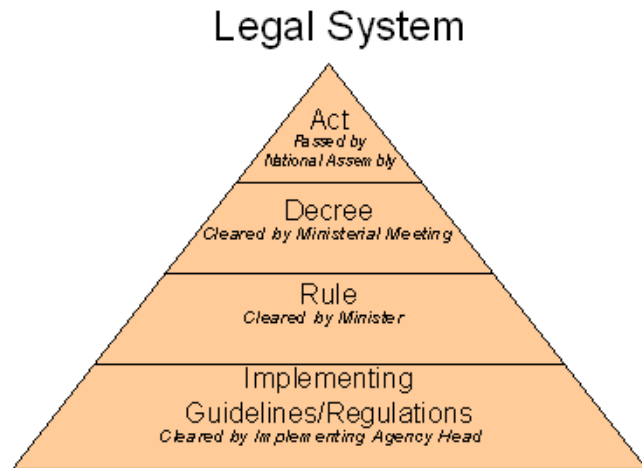 Legal System
Act
Passed by
National Assembly
Decree
Cleared by Ministerial Meeting
Rule
Cleared by Minister
Implementing
Guidelines/Regulations
Cleared by Implementing Agency Head